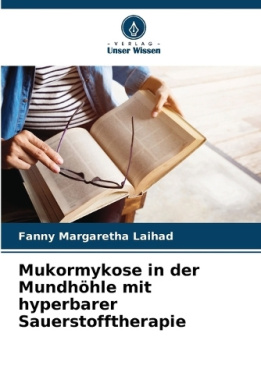 VERLAG
Unser Wissen
Fanny Margaretha Laihad
Mukormykose in der
Mundhöhle mit
hyperbarer
Sauerstofftherapie